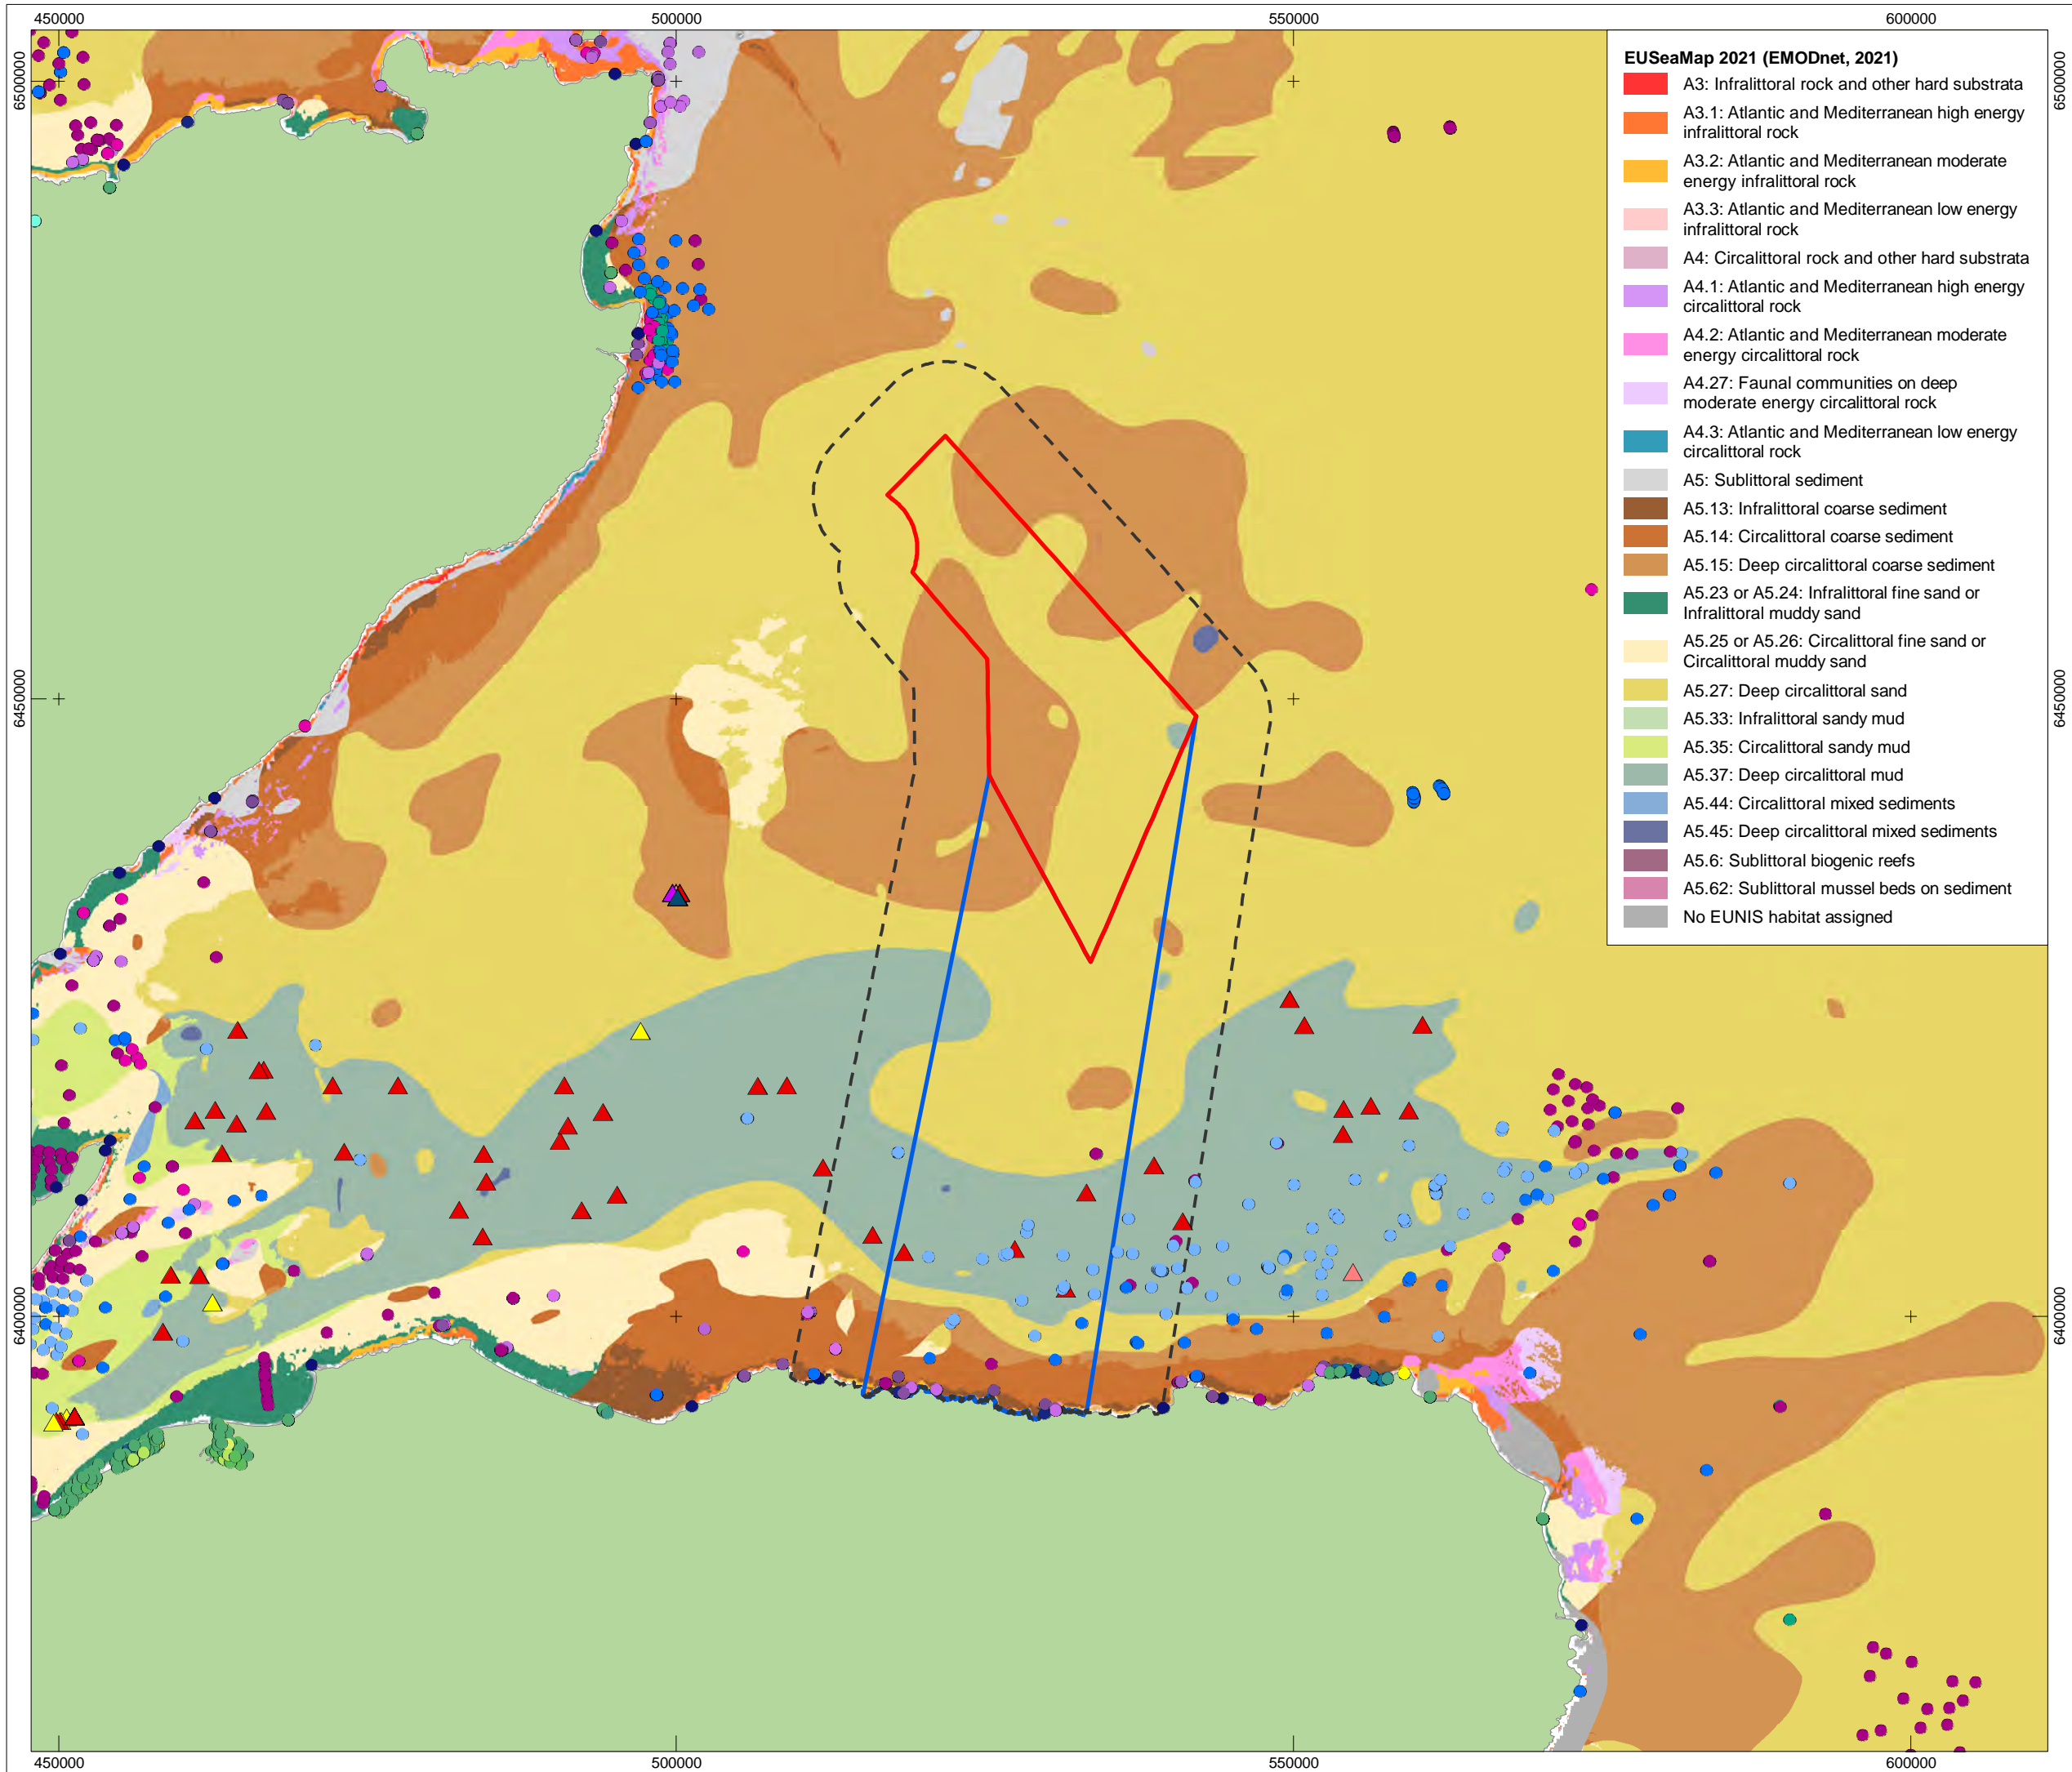 450000
500000
550000
600000
6500000
6500000
EUSeaMap 2021 (EMODnet, 2021)
A3: Infralittoral rock and other hard substrata
A3.1: Atlantic and Mediterranean high energy
infralittoral rock
A3.2: Atlantic and Mediterranean moderate
energy infralittoral rock
A3.3: Atlantic and Mediterranean low energy
infralittoral rock
A4: Circalittoral rock and other hard substrata
A4.1: Atlantic and Mediterranean high energy
circalittoral rock
A4.2: Atlantic and Mediterranean moderate
energy circalittoral rock
A4.27: Faunal communities on deep
moderate energy circalittoral rock
A4.3: Atlantic and Mediterranean low energy
circalittoral rock
A5: Sublittoral sediment
A5.13: Infralittoral coarse sediment
A5.14: Circalittoral coarse sediment
A5.15: Deep circalittoral coarse sediment
A5.23 or A5.24: Infralittoral fine sand or
Infralittoral muddy sand
A5.25 or A5.26: Circalittoral fine sand or
Circalittoral muddy sand
A5.27: Deep circalittoral sand
A5.33: Infralittoral sandy mud
A5.35: Circalittoral sandy mud
A5.37: Deep circalittoral mud
A5.44: Circalittoral mixed sediments
A5.45: Deep circalittoral mixed sediments
A5.6: Sublittoral biogenic reefs
A5.62: Sublittoral mussel beds on sediment
No EUNIS habitat assigned
6450000
6450000
6400000
6400000
450000
500000
550000
600000